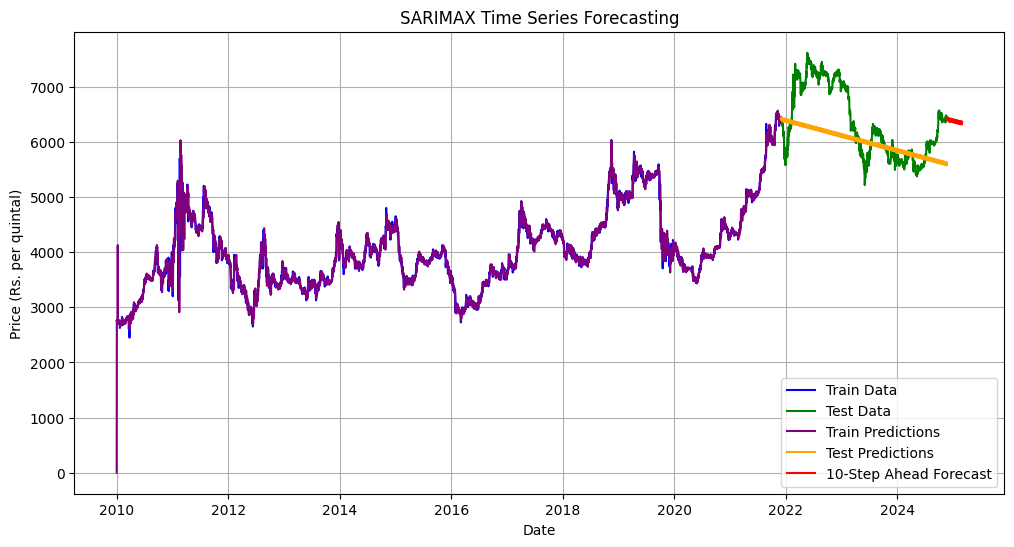 SARIMAX Time Series Forecasting
Price (Rs. per quintal)
7000
6000
5000
4000
3000
2000
1000
0
2010 2012 2014 2016 2018 2020 2022 2024
Date
Train Data
Test Data
Train Predictions
Test Predictions
10-Step Ahead Forecast